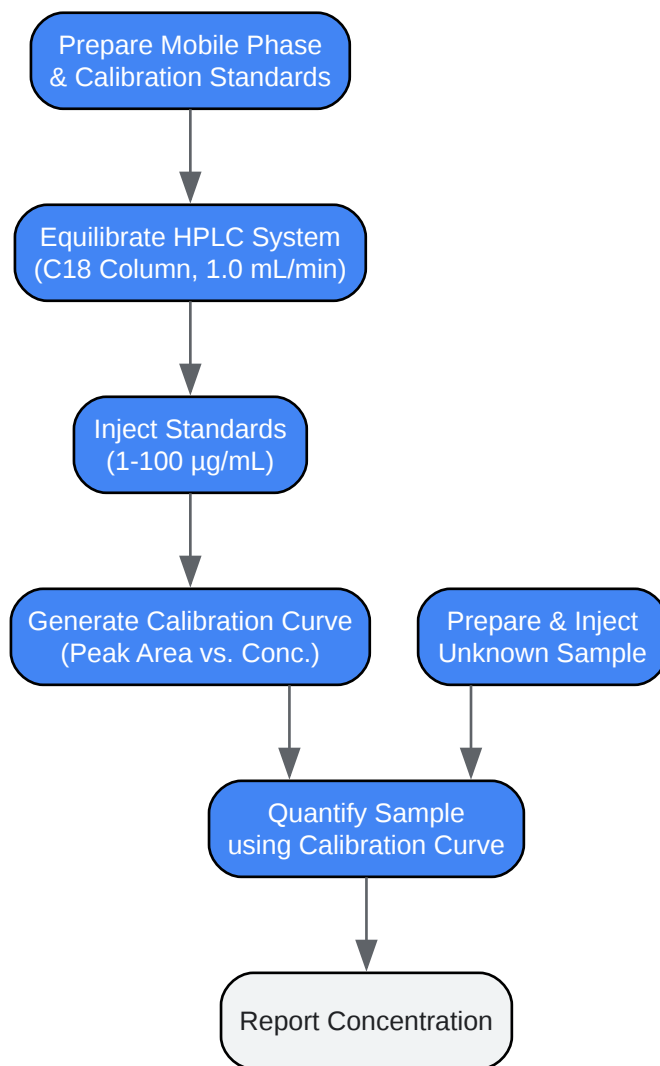 Prepare Mobile Phase
& Calibration Standards
Equilibrate HPLC System
(C18 Column, 1.0 mL/min)
Inject Standards
(1-100 µg/mL)
Generate Calibration Curve
(Peak Area vs. Conc.)
Prepare & Inject
Unknown Sample
Quantify Sample
using Calibration Curve
Report Concentration